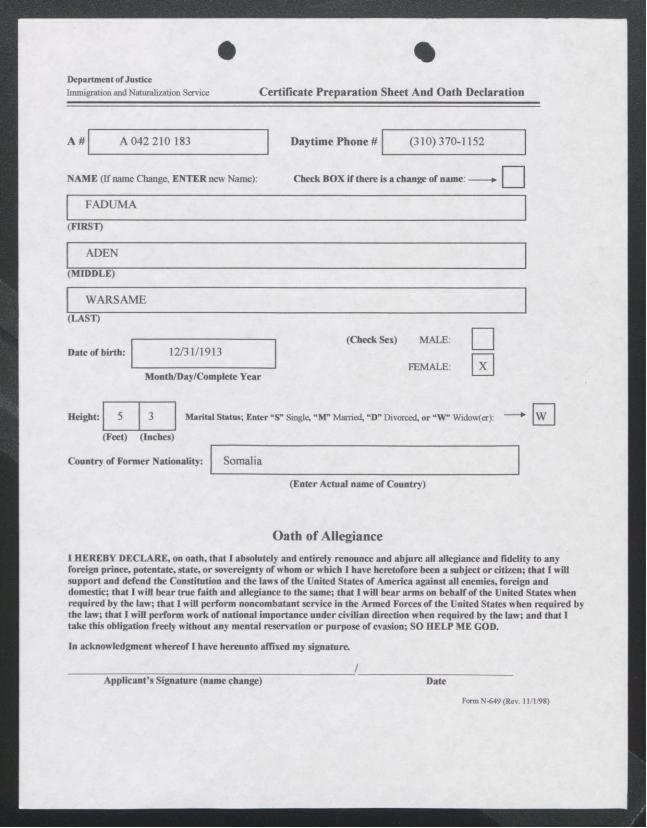 Department of Justice
Immigration and Naturalization Service
Certificate Preparation Sheet And Oath Declaration
A # A 042 210 183 Daytime Phone # (310) 370-1152
NAME (If name Change, ENTER new Name): Check BOX if there is a change of name:
FADUMA
(FIRST)
ADEN
(MIDDLE)
WARSAME
(LAST)
(Check Sex) MALE:
Date of birth: 12/31/1913
FEMALE: X
Month/Day/Complete Year
Height: 5 3 Marital Status; Enter "S" Single, "M" Married, "D" Divorced, or "W" Widow(er): W
(Feet) (Inches)
Country of Former Nationality: Somalia
(Enter Actual name of Country)
Oath of Allegiance
I HEREBY DECLARE, on oath, that I absolutely and entirely renounce and abjure all allegiance and fidelity to any
foreign prince, potentate, state, or sovereignty of whom or which I have heretofore been a subject or citizen; that I will
support and defend the Constitution and the laws of the United States of America against all enemies, foreign and
domestic; that I will bear true faith and allegiance to the same; that I will bear arms on behalf of the United States when
required by the law; that I will perform noncombatant service in the Armed Forces of the United States when required by
the law; that I will perform work of national importance under civilian direction when required by the law; and that I
take this obligation freely without any mental reservation or purpose of evasion; SO HELP ME GOD.
In acknowledgment whereof I have hereunto affixed my signature.
/
Applicant's Signature (name change) Date
Form N-649 (Rev. 11/1/98)